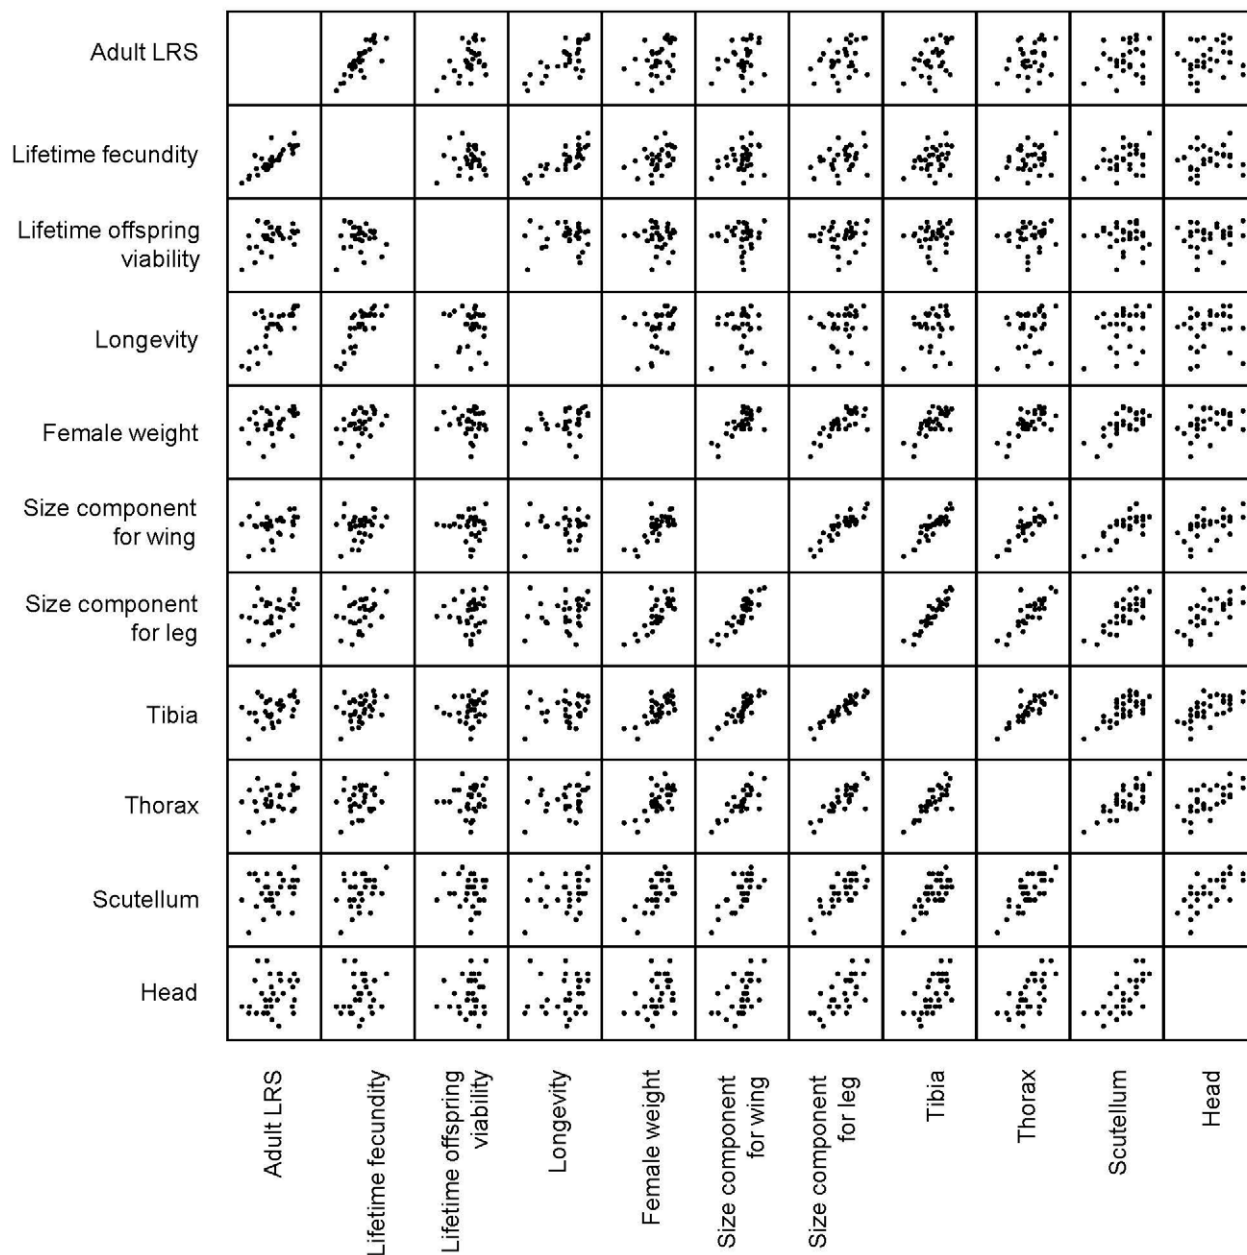 Adult LRS
Lifetime fecundity
Lifetime offspring
viability
Longevity
Female weight
Size component
for wing
Size component
for leg
Tibia
Thorax
Scutellum
Head
Adult LRS
Lifetime fecundity
Lifetime offspring
viability
Longevity
Female weight
Size component
for wing
Size component
for leg
Tibia
Thorax
Scutellum
Head